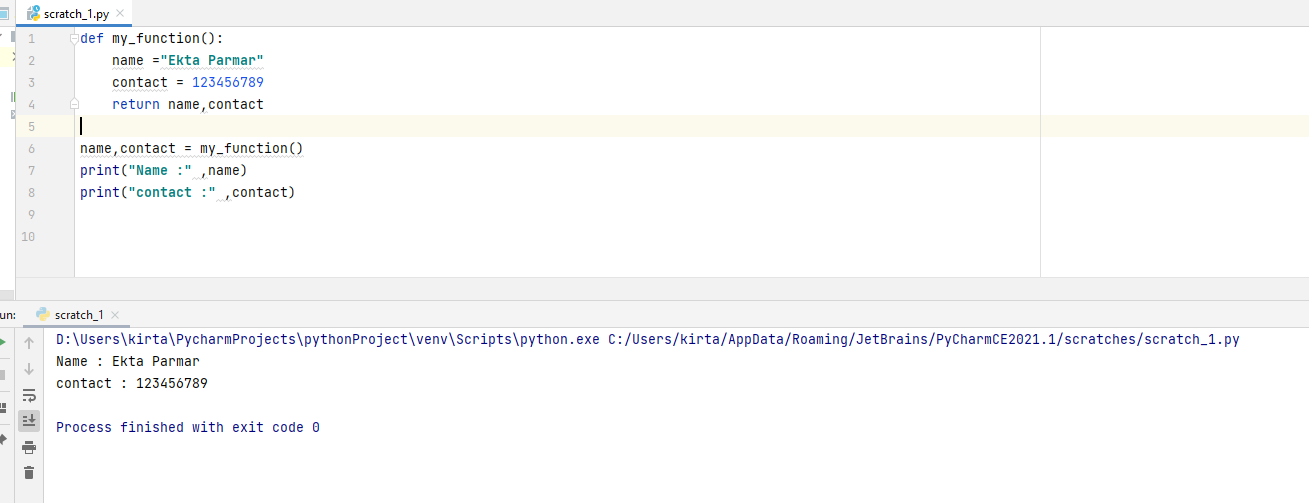 scratch_1.py
1 def my_function():
2 name ="Ekta Parmar"
3 contact = 123456789
4 return name,contact
5
6 name,contact = my_function()
7 print("Name :" ,name)
8 print("contact :" ,contact)
9
10
un: scratch_1
D:\Users\kirta\PycharmProjects\pythonProject\venv\Scripts\python.exe C:/Users/kirta/AppData/Roaming/JetBrains/PyCharmCE2021.1/scratches/scratch_1.py
Name : Ekta Parmar
contact : 123456789
Process finished with exit code 0